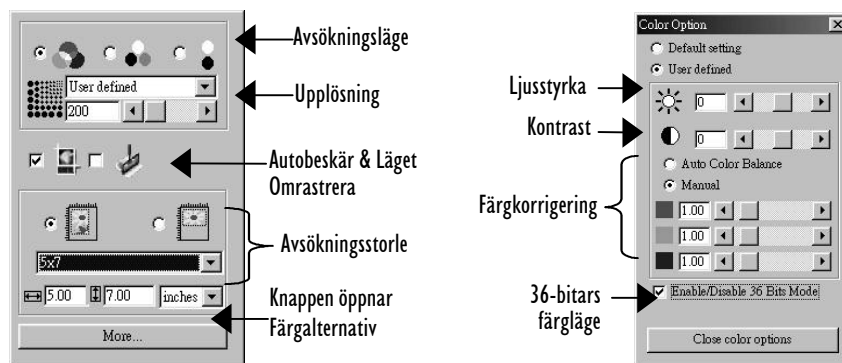 Avsökningsläge
User defined
200
Upplösning
Autobeskär & Läget
Omrastrera
Avsökningsstorle
5x7
5.00 7.00 inches
Knappen öppnar
Färgalternativ
More...
Color Option
Default setting
User defined
Ljusstyrka
0
Kontrast
0
Auto Color Balance
Manual
Färgkorrigering
1.00
1.00
1.00
36-bitars
färgläge
Enable/Disable 36 Bits Mode
Close color options